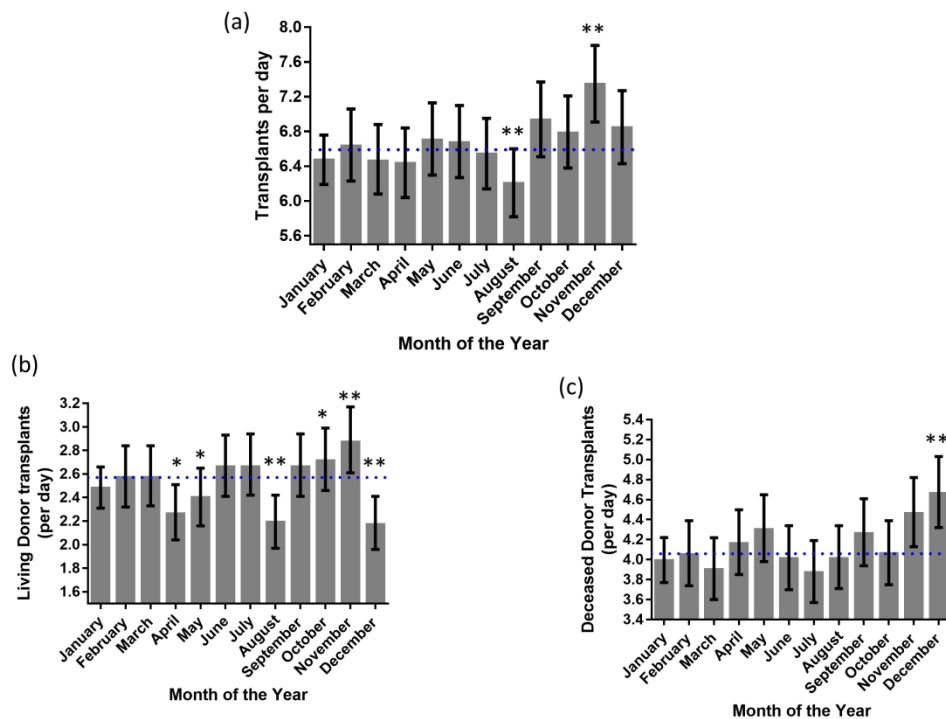 (a)
Transplants per day
8.0
7.6
7.2
6.8
6.4
6.0
5.6
**
**
January
February
March
April
May
June
July
August
September
October
November
December
Month of the Year
(b)
Living Donor transplants
(per day)
3.2
3.0
2.8
2.6
2.4
2.2
2.0
1.8
1.6
*
*
**
*
**
**
January
February
March
April
May
June
July
August
September
October
November
December
Month of the Year
(c)
Deceased Donor Transplants
(per day)
5.4
5.2
5.0
4.8
4.6
4.4
4.2
4.0
3.8
3.6
3.4
**
January
February
March
April
May
June
July
August
September
October
November
December
Month of the Year